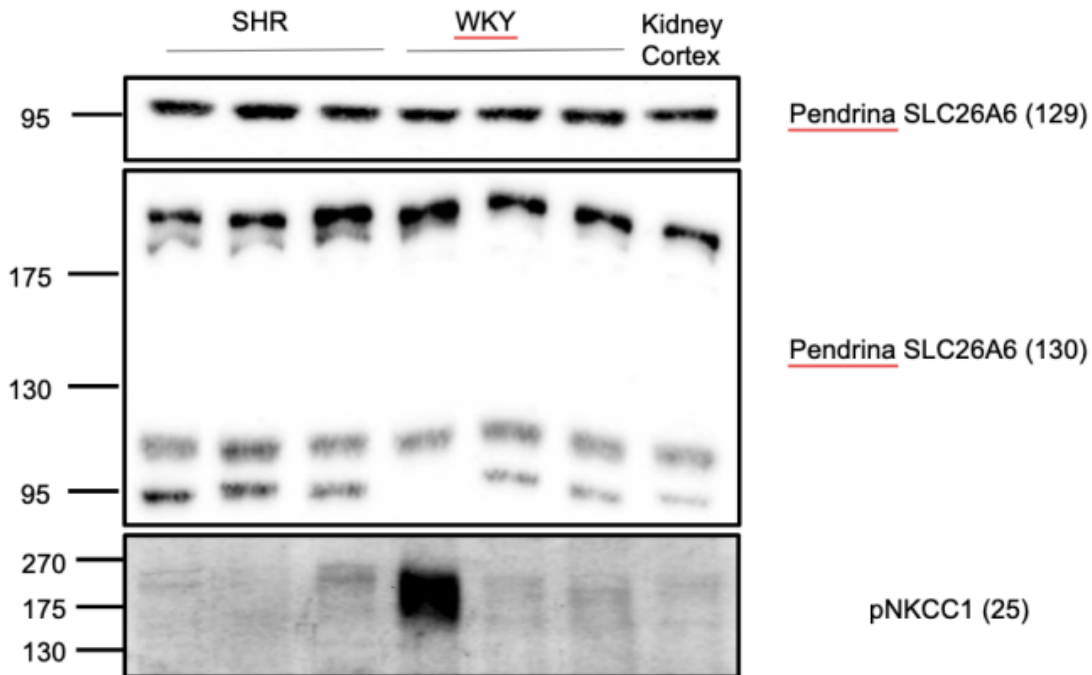 SHR
WKY
Kidney
Cortex
95
Pendrina SLC26A6 (129)
175
130
95
Pendrina SLC26A6 (130)
270
175
130
pNKCC1 (25)